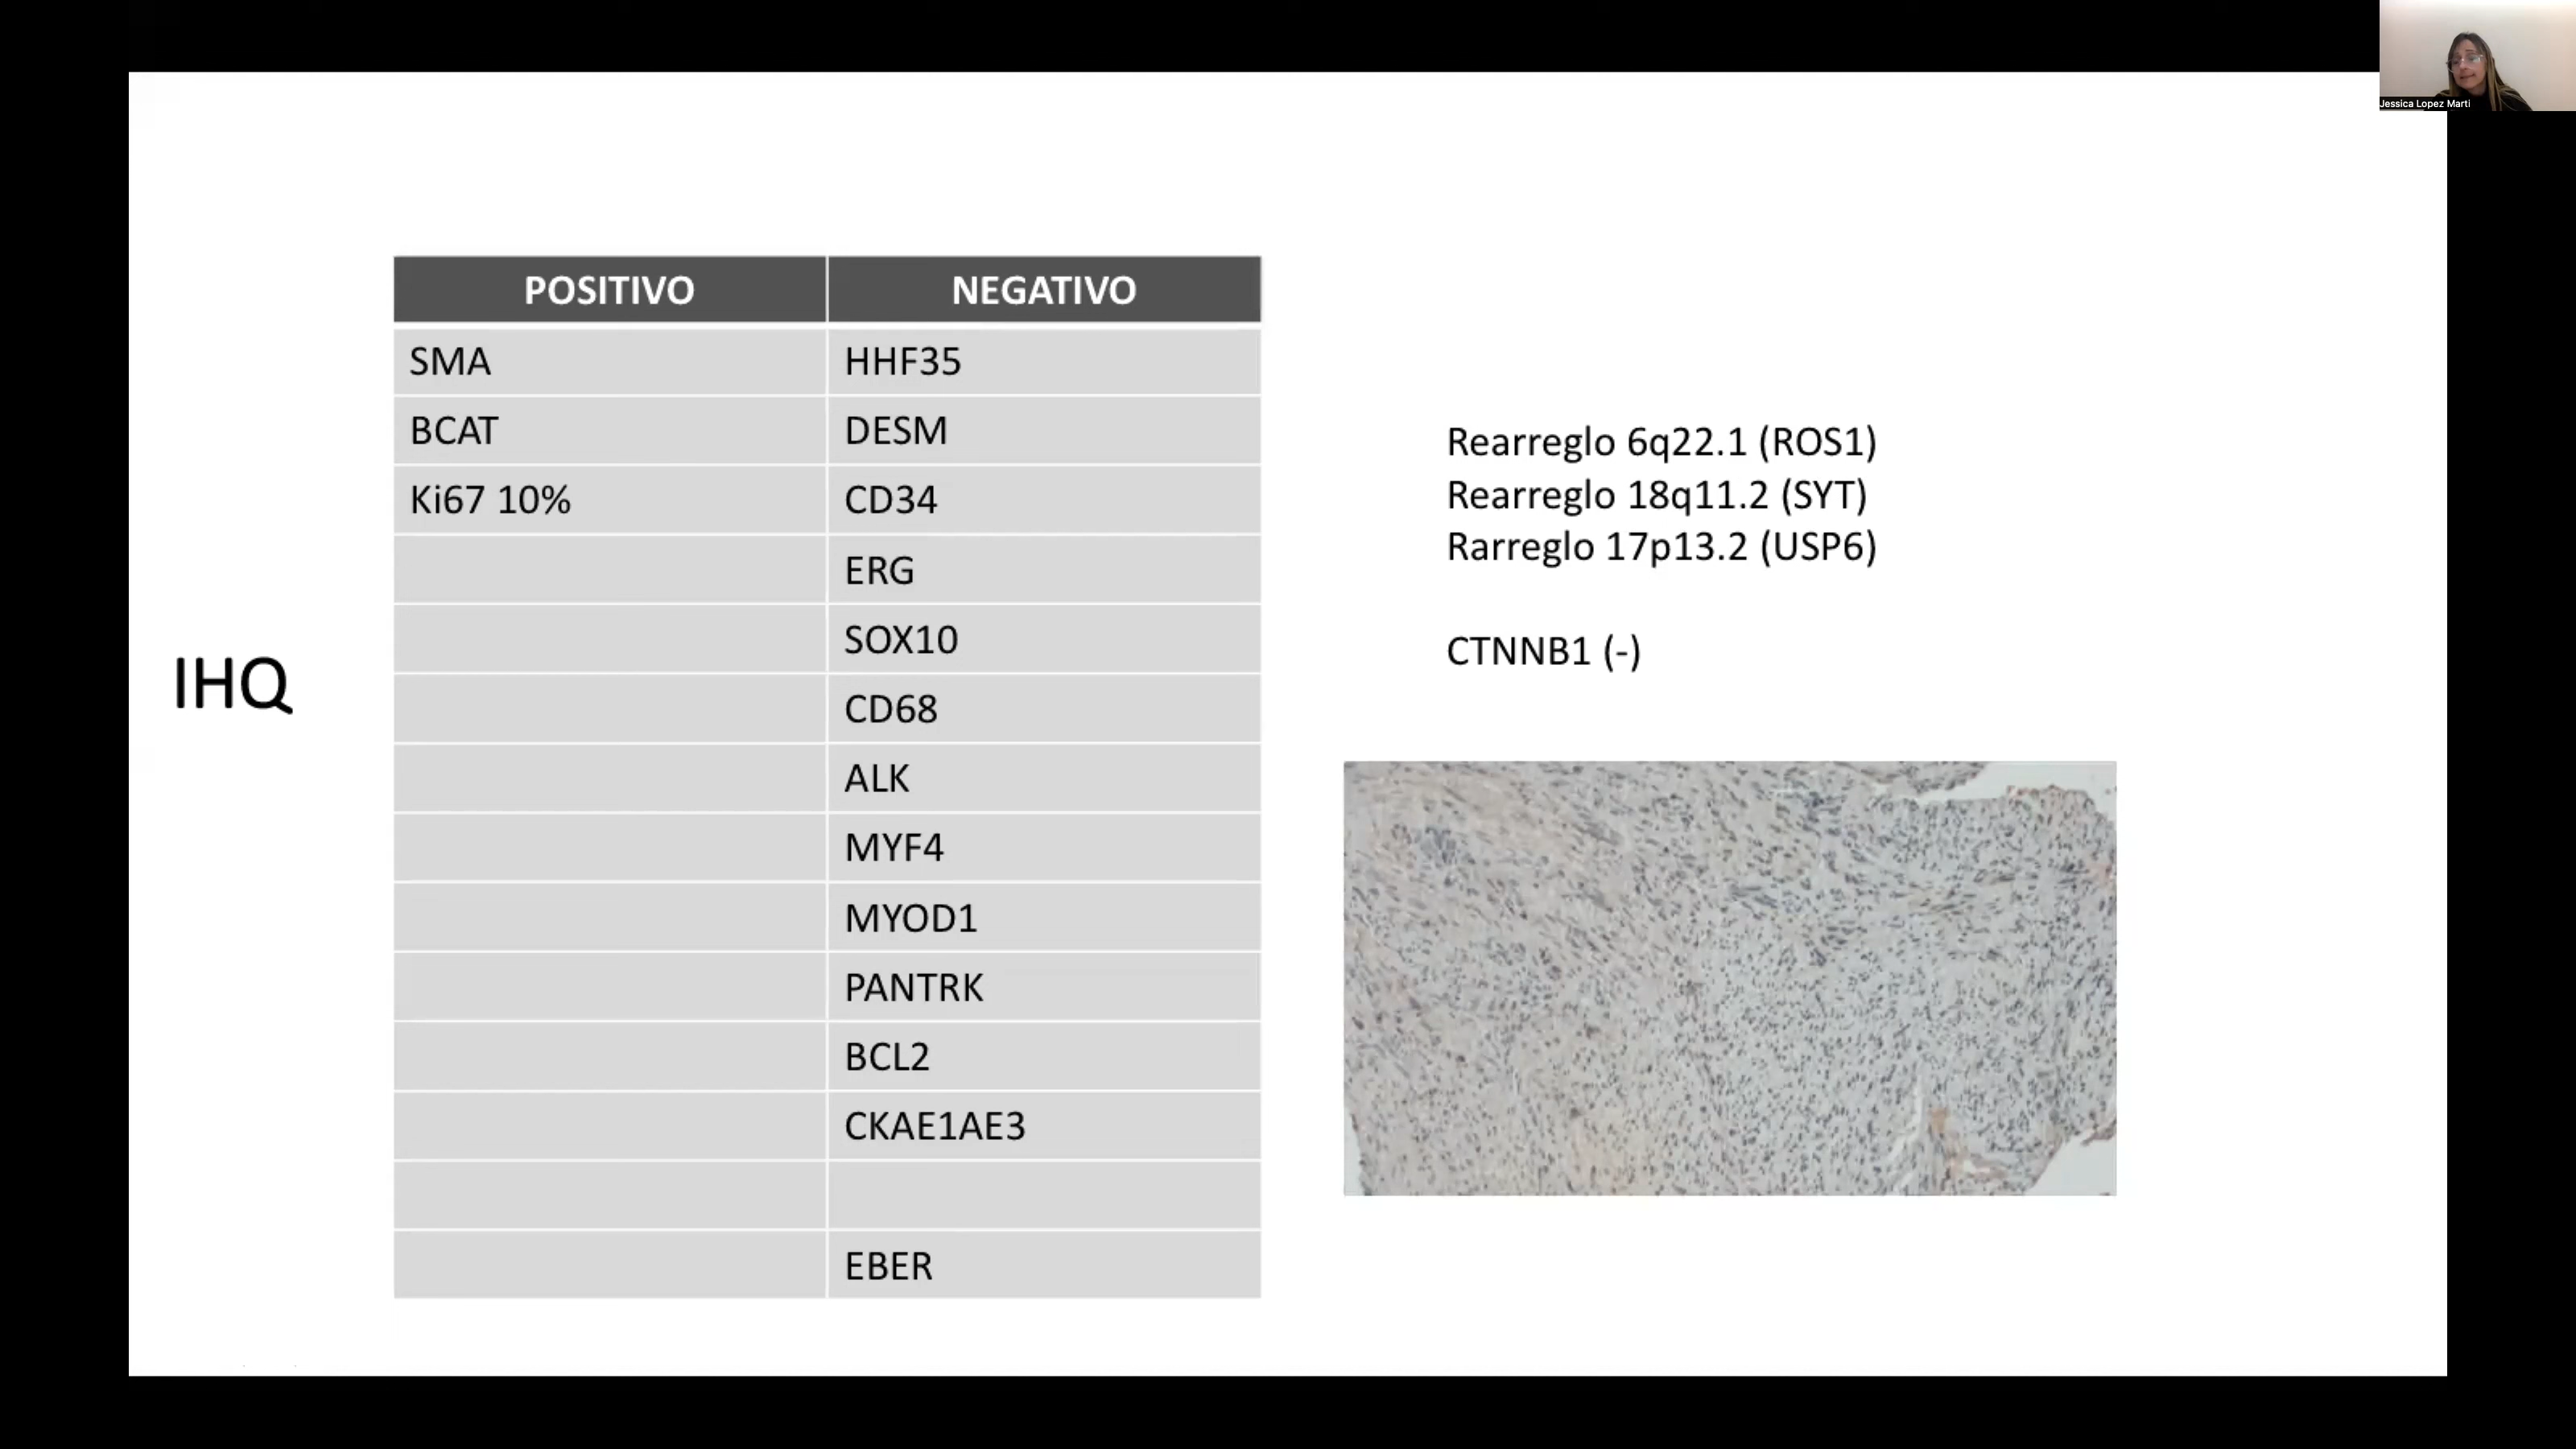 Jessica Lopez Marti
IHQ
POSITIVO NEGATIVO
SMA HHF35
BCAT DESM
Ki67 10% CD34
ERG
SOX10
CD68
ALK
MYF4
MYOD1
PANTRK
BCL2
CKAE1AE3
EBER
Rearreglo 6q22.1 (ROS1)
Rearreglo 18q11.2 (SYT)
Rarreglo 17p13.2 (USP6)
CTNNB1 (-)